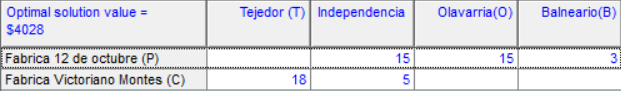 Optimal solution value = $4028 Tejedor (T) Independencia Olavarria(O) Balneario(B)
Fabrica 12 de octubre (P) 15 15 3
Fabrica Victoriano Montes (C) 18 5